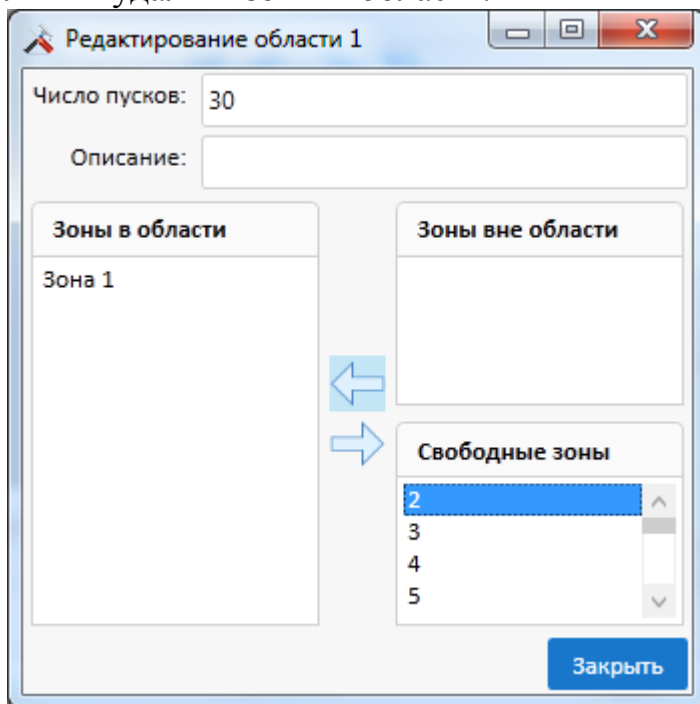 Редактирование области 1
Число пусков: 30
Описание:
Зоны в области
Зона 1
Зоны вне области
Свободные зоны
2
3
4
5
Закрыть